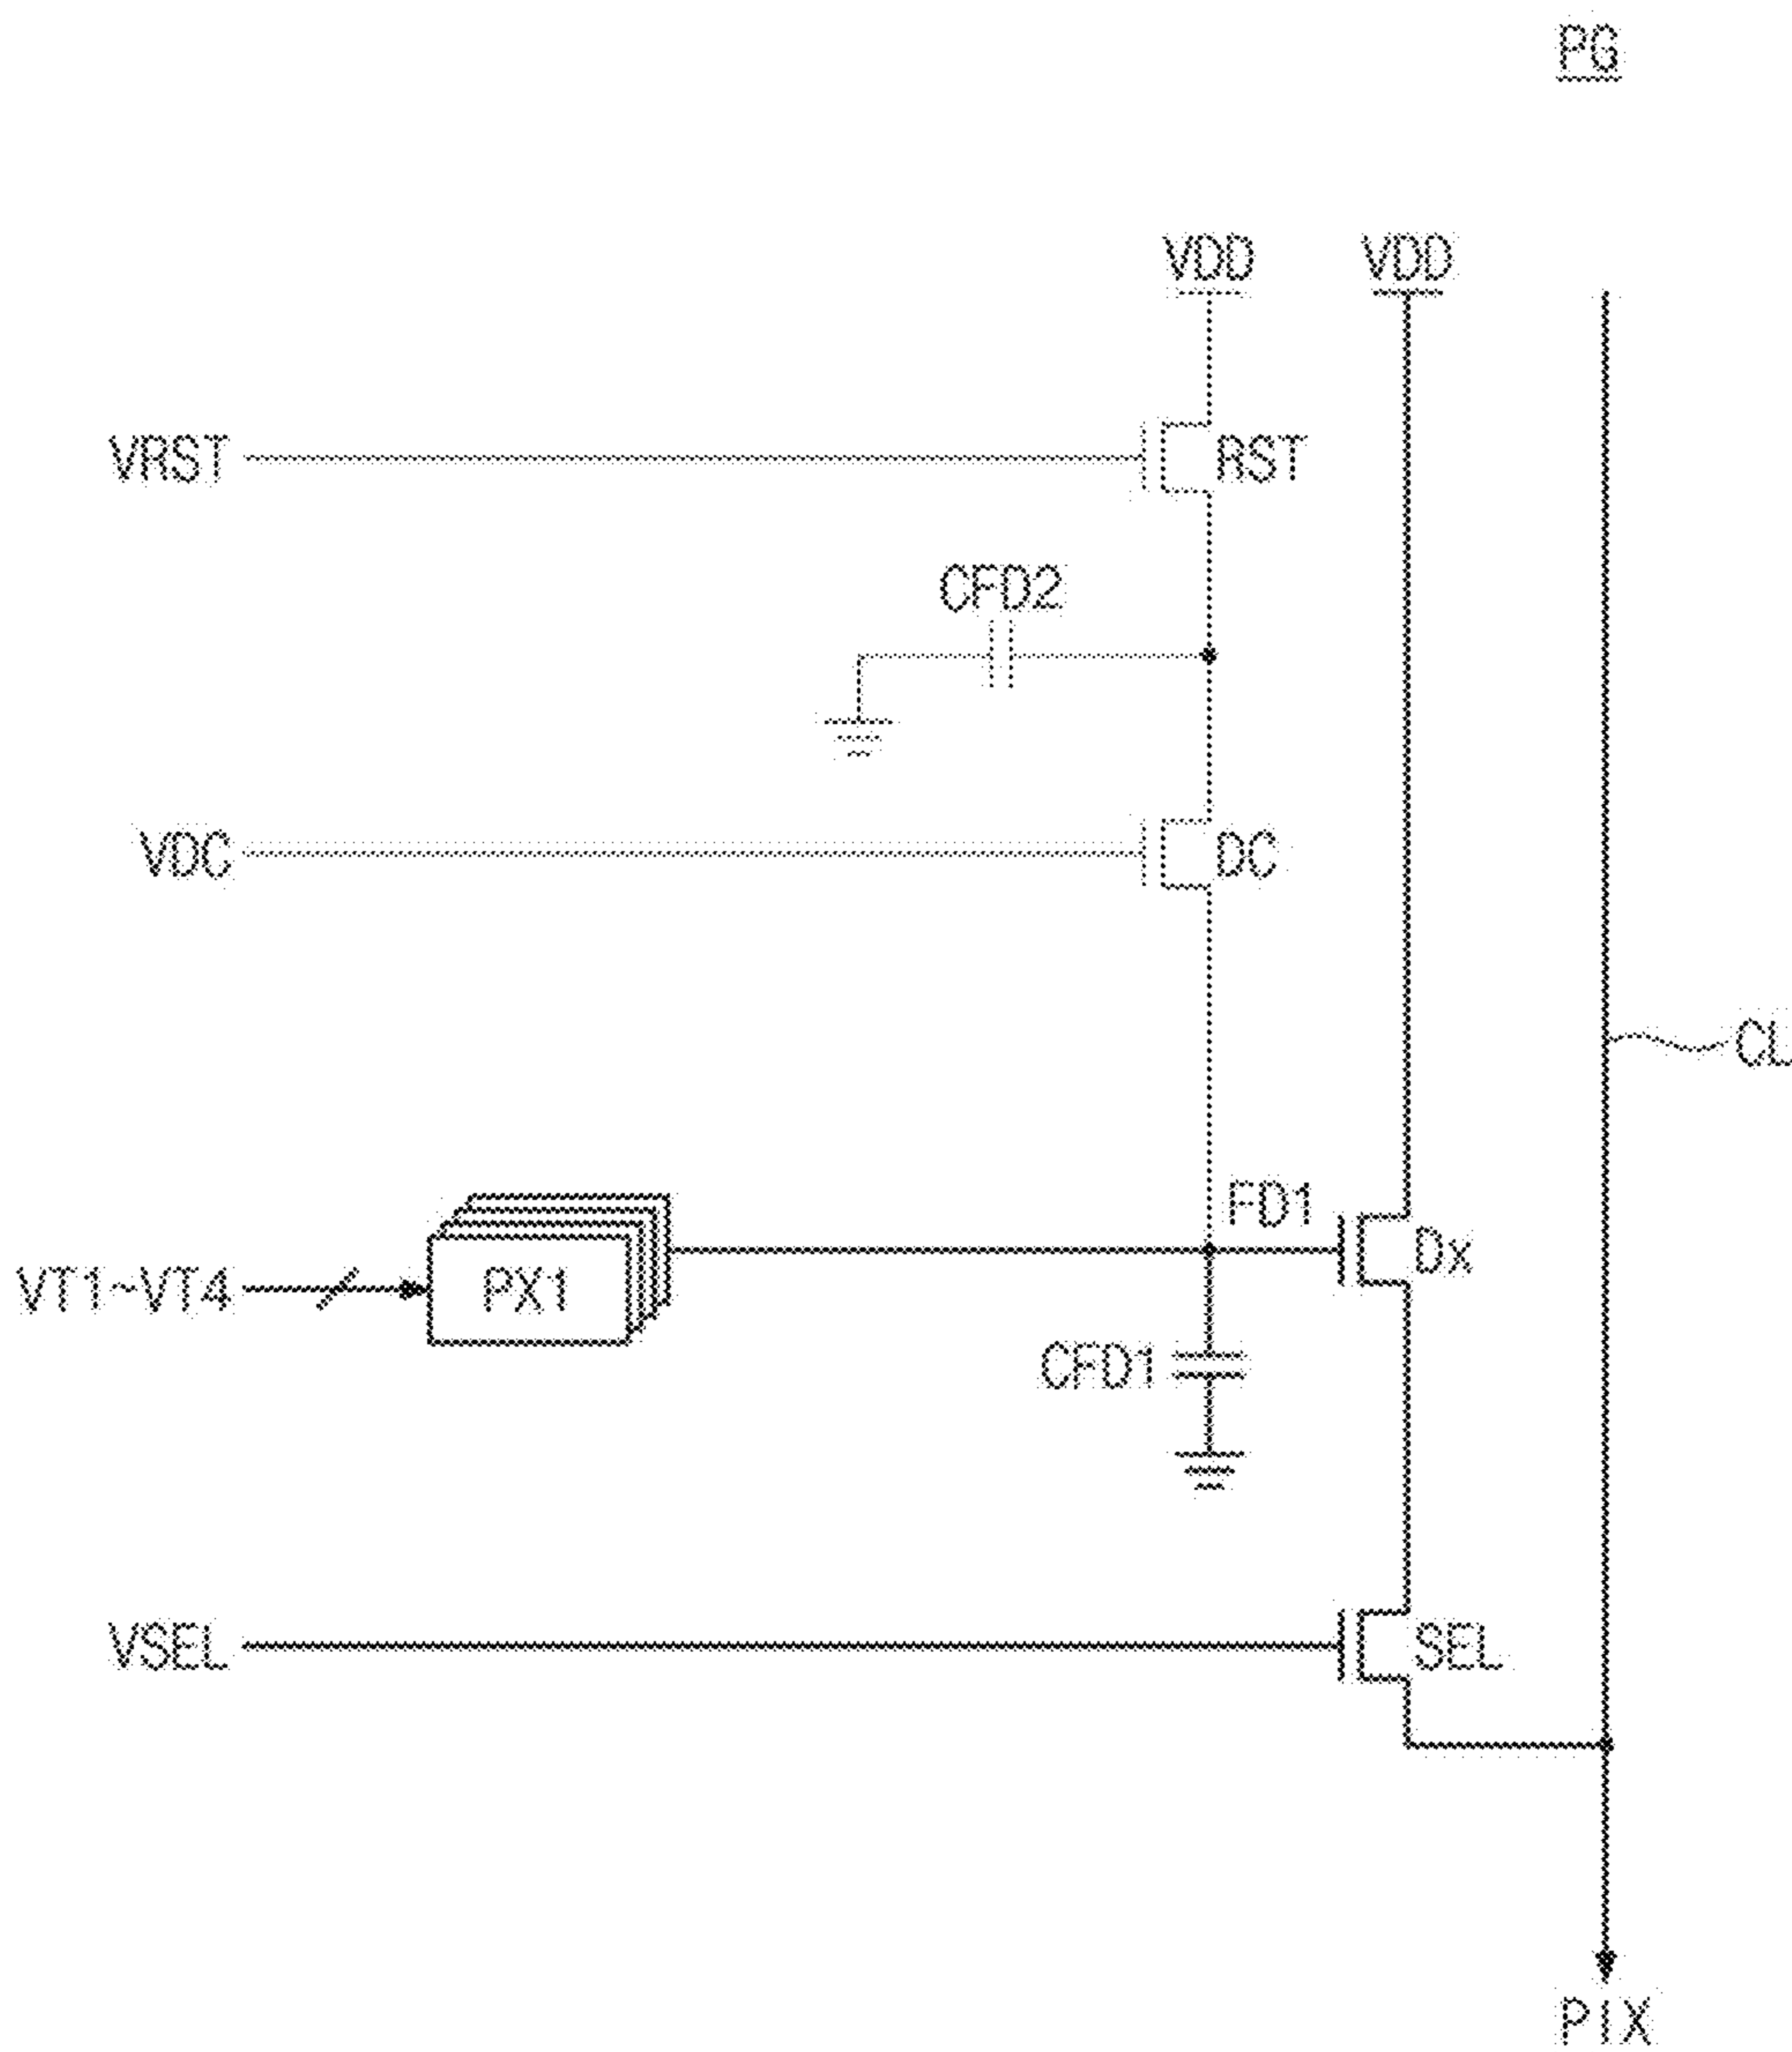 PG
VDD VDD
VRST RST
CFD2
VDC DC
CL
FD1
Dx
VT1~VT4 PX1
CFD1
VSEL SEL
PIX